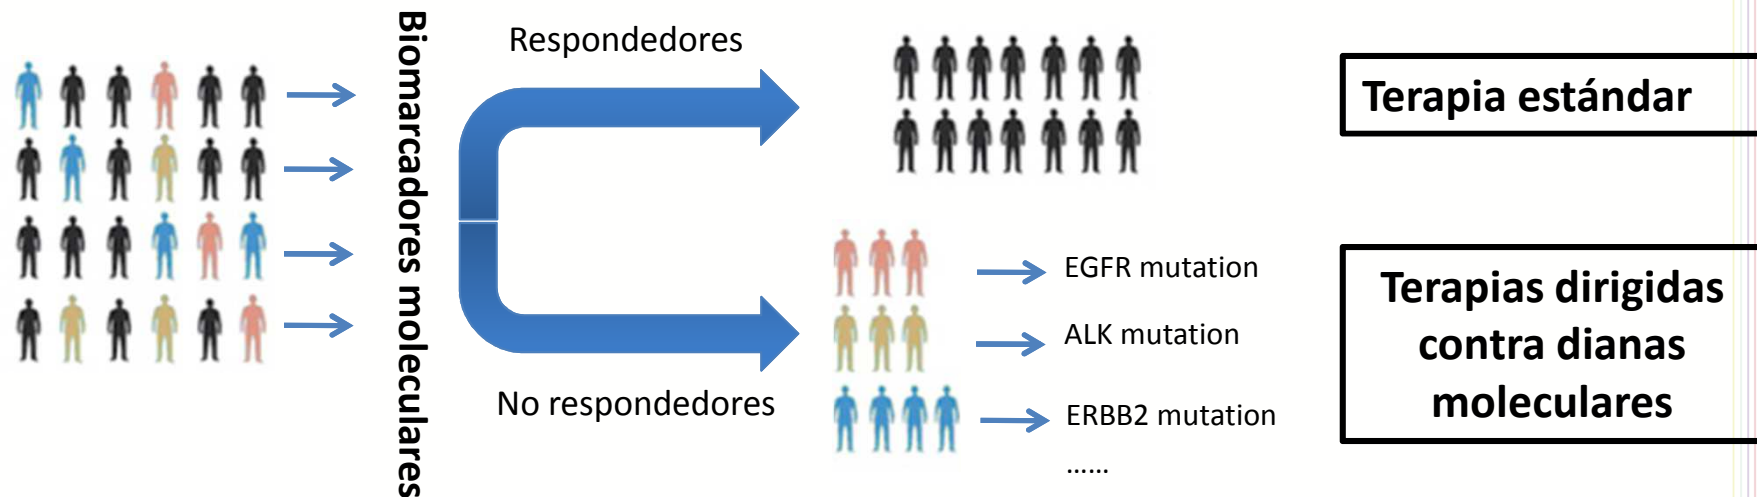 Biomarcadores moleculares
Respondedores
No respondedores
EGFR mutation
ALK mutation
ERBB2 mutation
......
Terapia estándar
Terapias dirigidas
contra dianas
moleculares